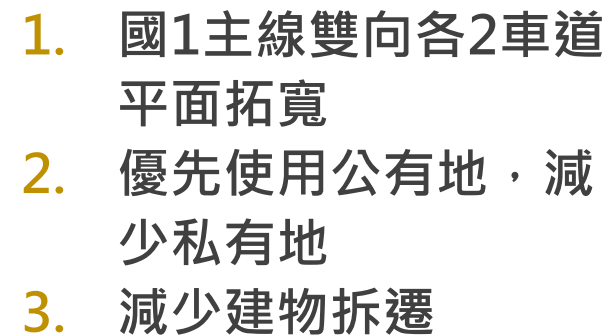 1. 國1主線雙向各2車道
平面拓寬
2. 優先使用公有地，減
少私有地
3. 減少建物拆遷